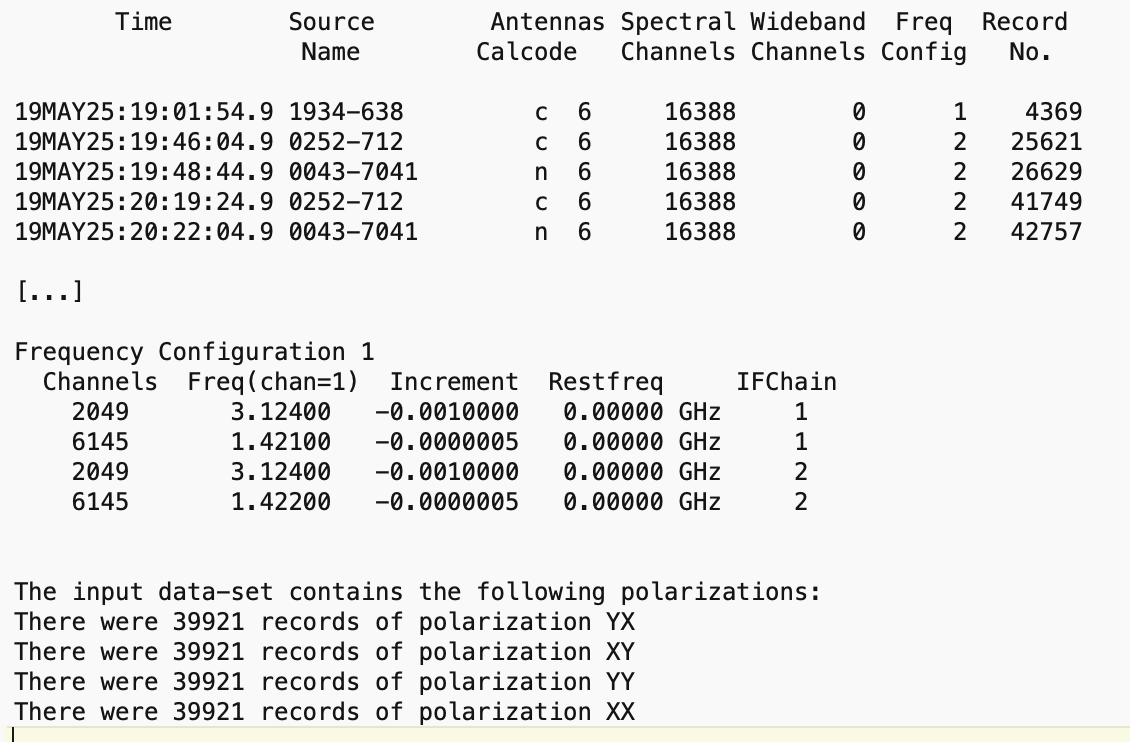 Time Source Antennas Spectral Wideband Freq Record
Name Calcode Channels Channels Config No.
19MAY25:19:01:54.9 1934-638 c 6 16388 0 1 4369
19MAY25:19:46:04.9 0252-712 c 6 16388 0 2 25621
19MAY25:19:48:44.9 0043-7041 n 6 16388 0 2 26629
19MAY25:20:19:24.9 0252-712 c 6 16388 0 2 41749
19MAY25:20:22:04.9 0043-7041 n 6 16388 0 2 42757
[...]
Frequency Configuration 1
Channels Freq(chan=1) Increment Restfreq IFChain
2049 3.12400 -0.0010000 0.00000 GHz 1
6145 1.42100 -0.0000005 0.00000 GHz 1
2049 3.12400 -0.0010000 0.00000 GHz 2
6145 1.42200 -0.0000005 0.00000 GHz 2
The input data-set contains the following polarizations:
There were 39921 records of polarization YX
There were 39921 records of polarization XY
There were 39921 records of polarization YY
There were 39921 records of polarization XX